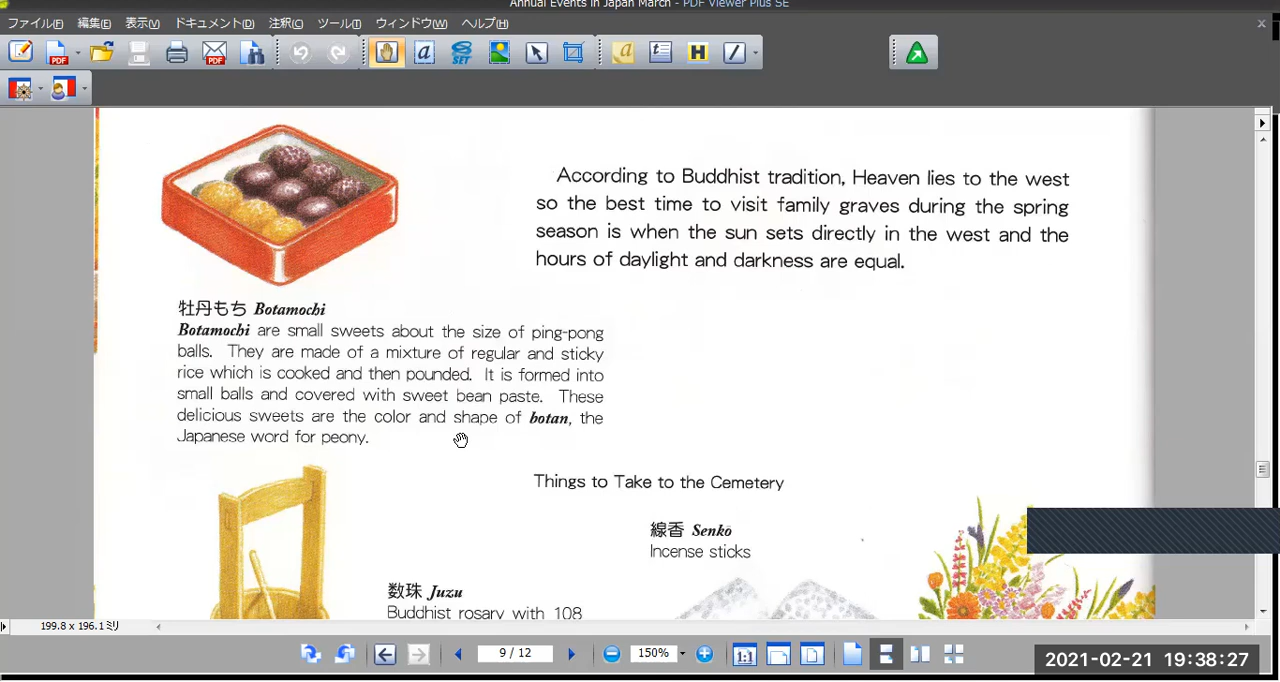 Annual Events in Japan March - PDF Viewer Plus SE
ファイル(F) 編集(E) 表示(V) ドキュメント(D) 注釈(C) ツール(T) ウィンドウ(W) ヘルプ(H)
According to Buddhist tradition, Heaven lies to the west
so the best time to visit family graves during the spring
season is when the sun sets directly in the west and the
hours of daylight and darkness are equal.
牡丹もち Botamochi
Botamochi are small sweets about the size of ping-pong
balls. They are made of a mixture of regular and sticky
rice which is cooked and then pounded. It is formed into
small balls and covered with sweet bean paste. These
delicious sweets are the color and shape of botan, the
Japanese word for peony.
Things to Take to the Cemetery
線香 Senkō
Incense sticks
数珠 Juzu
Buddhist rosary with 108
199.8 x 196.1 ミリ
9 / 12
150%
1:1
2021-02-21 19:38:27